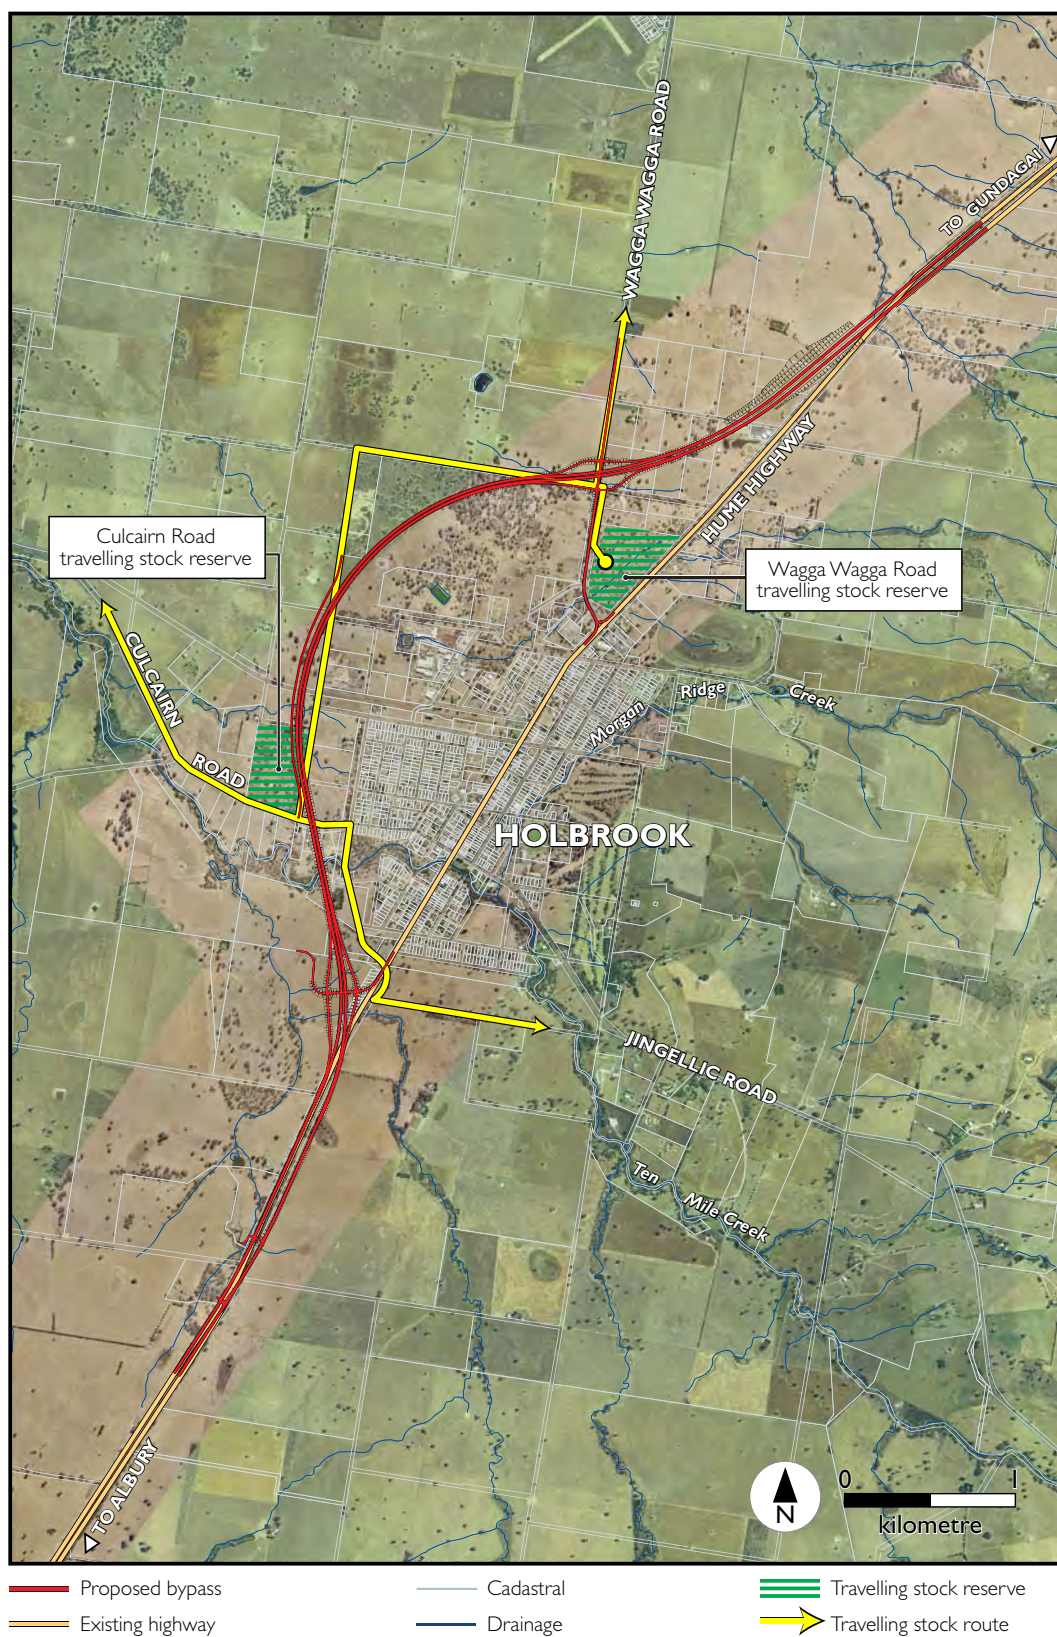 WAGGA WAGGA ROAD
TO GUNDAGAI
HUME HIGHWAY
Culcairn Road
travelling stock reserve
Wagga Wagga Road
travelling stock reserve
CULCAIRN
ROAD
Morgan
Ridge
Creek
HOLBROOK
JINGELLIC ROAD
Ten
Mile Creek
TO ALBURY
N
0 1
kilometre
Proposed bypass
Cadastral
Travelling stock reserve
Existing highway
Drainage
Travelling stock route